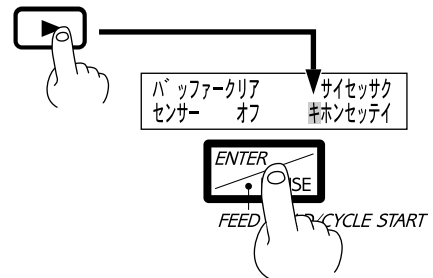 バッファークリア サイセッサク
センサー オフ キホンセッテイ
ENTER
SE
FEED /CYCLE START